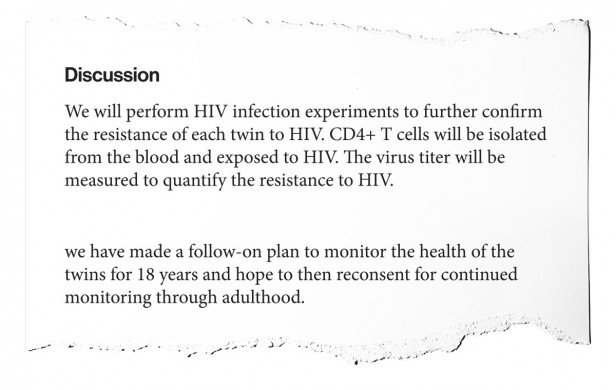 Discussion
We will perform HIV infection experiments to further confirm
the resistance of each twin to HIV. CD4+ T cells will be isolated
from the blood and exposed to HIV. The virus titer will be
measured to quantify the resistance to HIV.
we have made a follow-on plan to monitor the health of the
twins for 18 years and hope to then reconsent for continued
monitoring through adulthood.